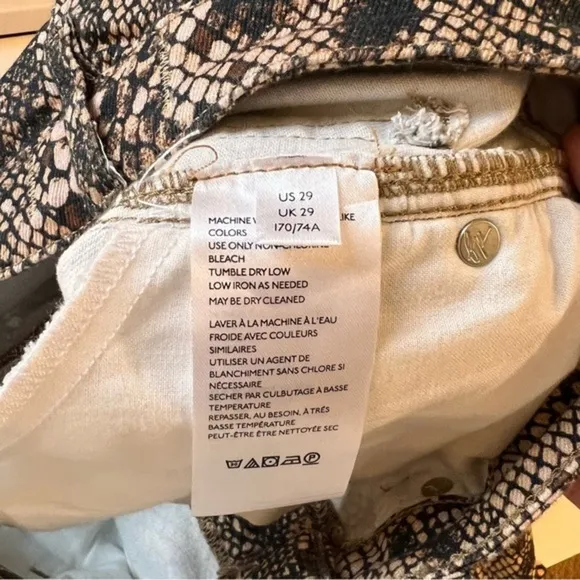 US 29
UK 29
170/74A
MACHINE
COLORS
USE ONLY NON-CHLORINE
BLEACH
TUMBLE DRY LOW
LOW IRON AS NEEDED
MAY BE DRY CLEANED
LAVER À LA MACHINE À L'EAU
FROIDE AVEC COULEURS
SIMILAIRES
UTILISER UN AGENT DE
BLANCHIMENT SANS CHLORE SI
NÉCESSAIRE
SECHER PAR CULBUTAGE À BASSE
TEMPERATURE
REPASSER, AU BESOIN, À TRÉS
BASSE TEMPÉRATURE
PEUT-ÊTRE ÊTRE NETTOYÉE SEC